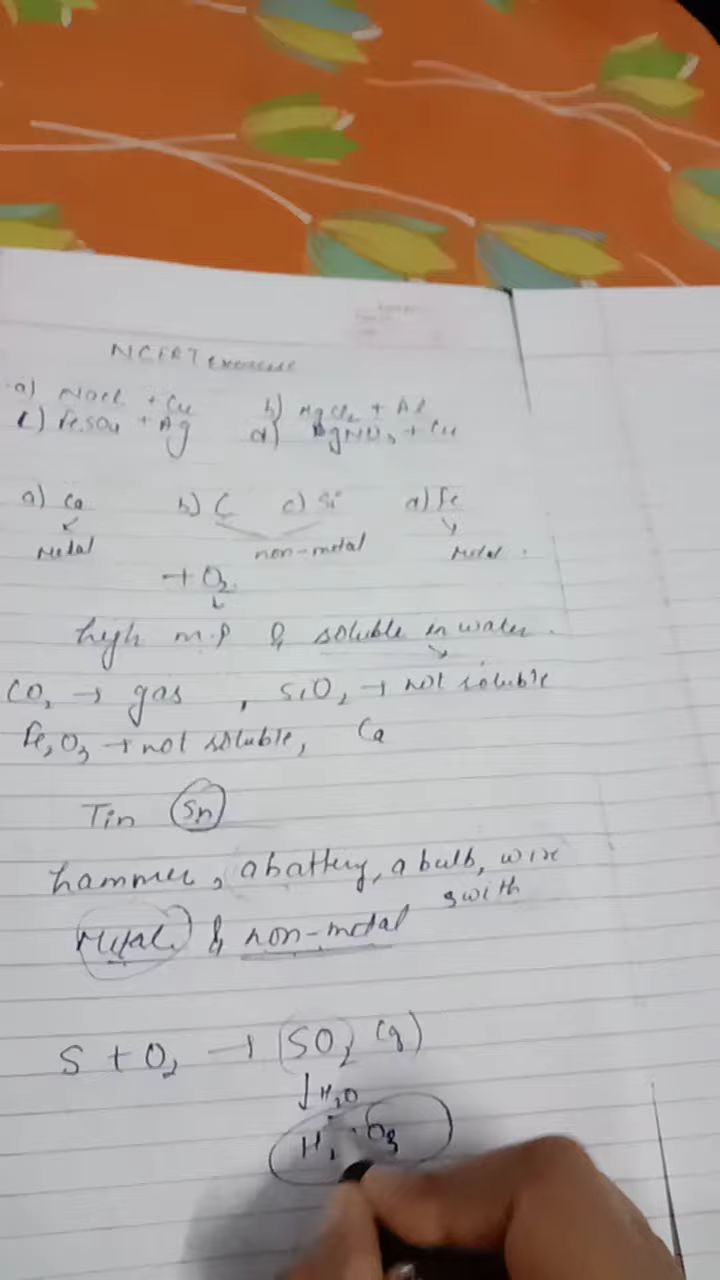 NCERT exercise
a) NaCl + Cu b) MgCl₂ + Al
c) FeSO₄ + Ag d) AgNO₃ + Cu
a) Ca b) C c) Si d) Fe
↙ ↘
Metal non-metal Metal.
+ O₂
↓
high m.p & soluble in water.
↘
CO₂ → gas, SiO₂ → not soluble
Fe₂O₃ → not soluble, Ca
Tin Sn
hammer, a battery, a bulb, wire
swith
Metal & non-metal
S + O₂ → SO₂ (g)
↓ H₂O